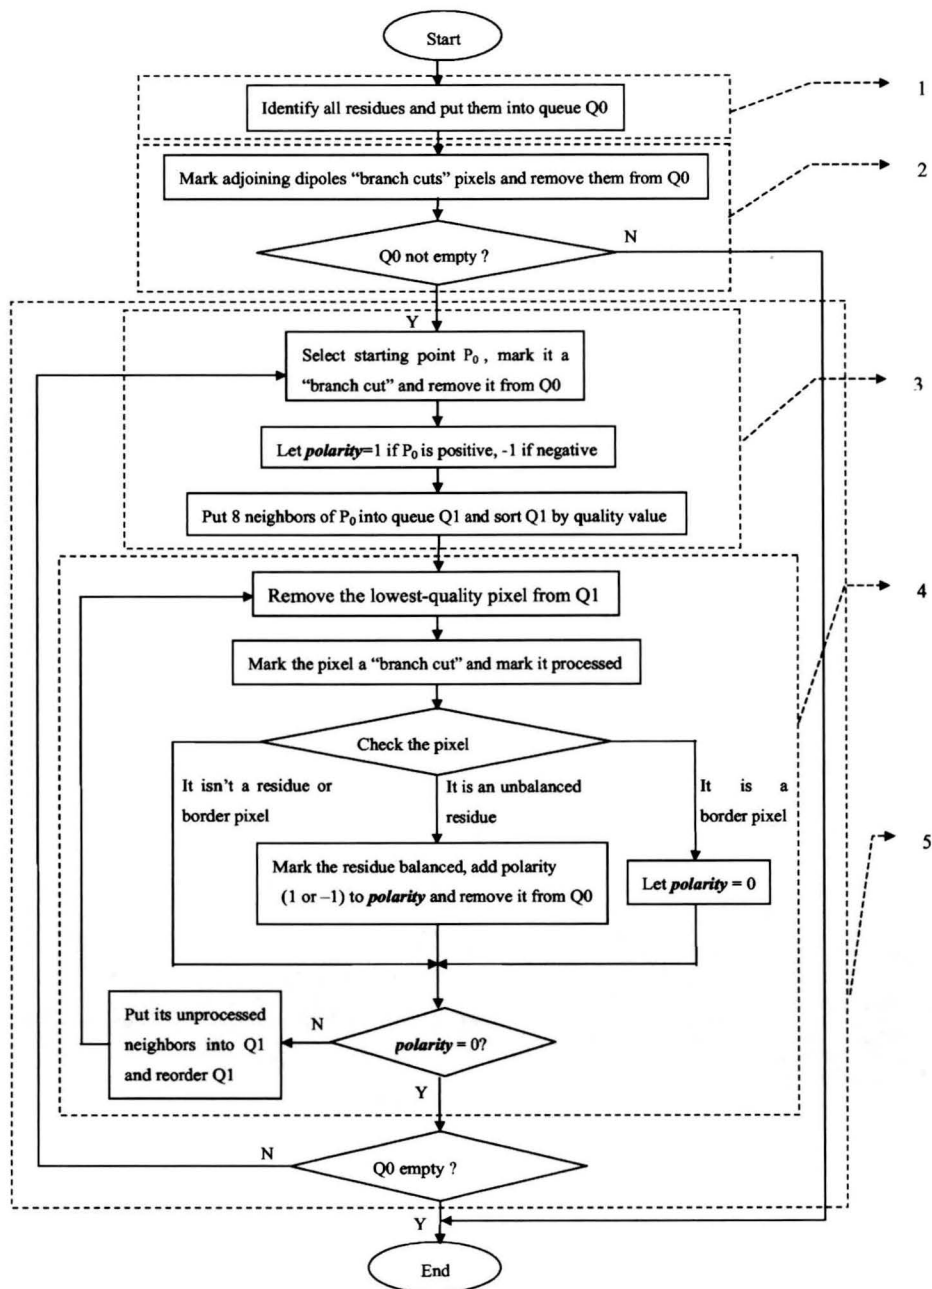 Start
1
Identify all residues and put them into queue Q0
2
Mark adjoining dipoles “branch cuts” pixels and remove them from Q0
N
Q0 not empty ?
Y
Select starting point P0 , mark it a
“branch cut” and remove it from Q0
3
Let polarity=1 if P0 is positive, -1 if negative
Put 8 neighbors of P0 into queue Q1 and sort Q1 by quality value
Remove the lowest-quality pixel from Q1
4
Mark the pixel a “branch cut” and mark it processed
Check the pixel
It isn’t a residue or
border pixel
It is an unbalanced
residue
It is a
border pixel
5
Mark the residue balanced, add polarity
(1 or –1) to polarity and remove it from Q0
Let polarity = 0
Put its unprocessed
neighbors into Q1
and reorder Q1
N
polarity = 0?
Y
N
Q0 empty ?
Y
End